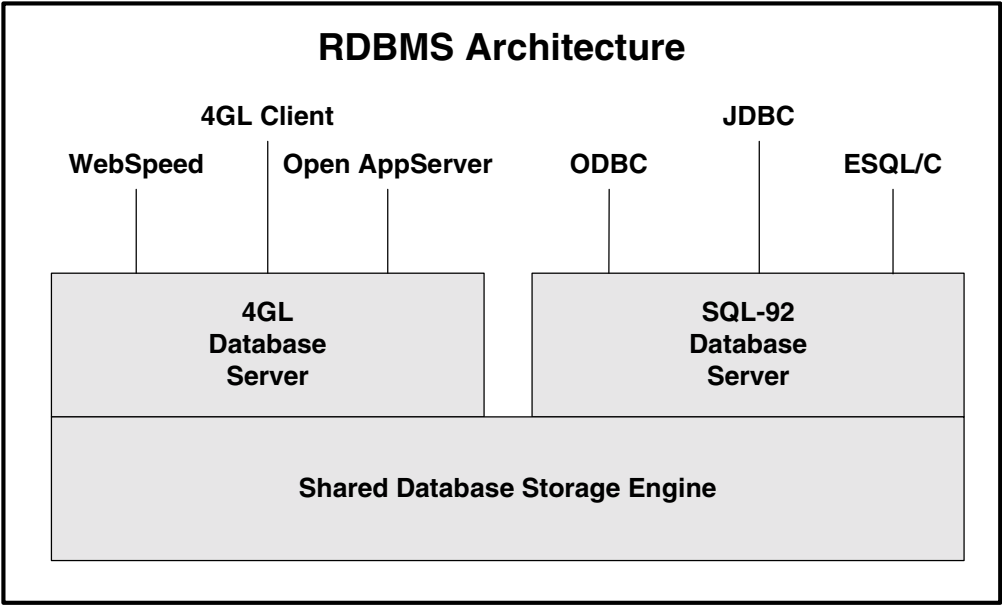 RDBMS Architecture
4GL Client
JDBC
WebSpeed
Open AppServer
ODBC
ESQL/C
4GL
Database
Server
SQL-92
Database
Server
Shared Database Storage Engine